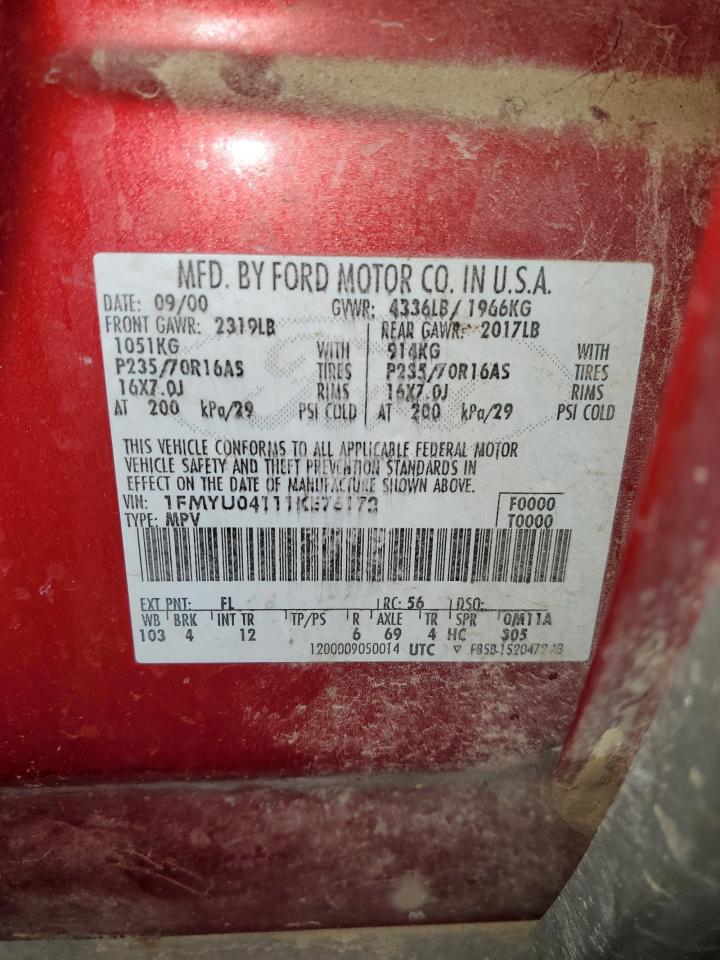 MFD. BY FORD MOTOR CO. IN U.S.A.
DATE: 09/00 GVWR: 4336LB/ 1966KG
FRONT GAWR: 2319LB REAR GAWR: 2017LB
1051KG WITH 914KG WITH
P235/70R16AS TIRES P235/70R16AS TIRES
16X7.0J RIMS 16X7.0J RIMS
AT 200 kPa/29 PSI COLD AT 200 kPa/29 PSI COLD
THIS VEHICLE CONFORMS TO ALL APPLICABLE FEDERAL MOTOR
VEHICLE SAFETY AND THEFT PREVENTION STANDARDS IN
EFFECT ON THE DATE OF MANUFACTURE SHOWN ABOVE.
VIN: F0000
TYPE: MPV T0000
EXT PNT: FL RC: 56 DSO:
WB BRK INT TR TP/PS R AXLE TR SPR
103 4 12 6 69 4 HC
1200009050014 UTC